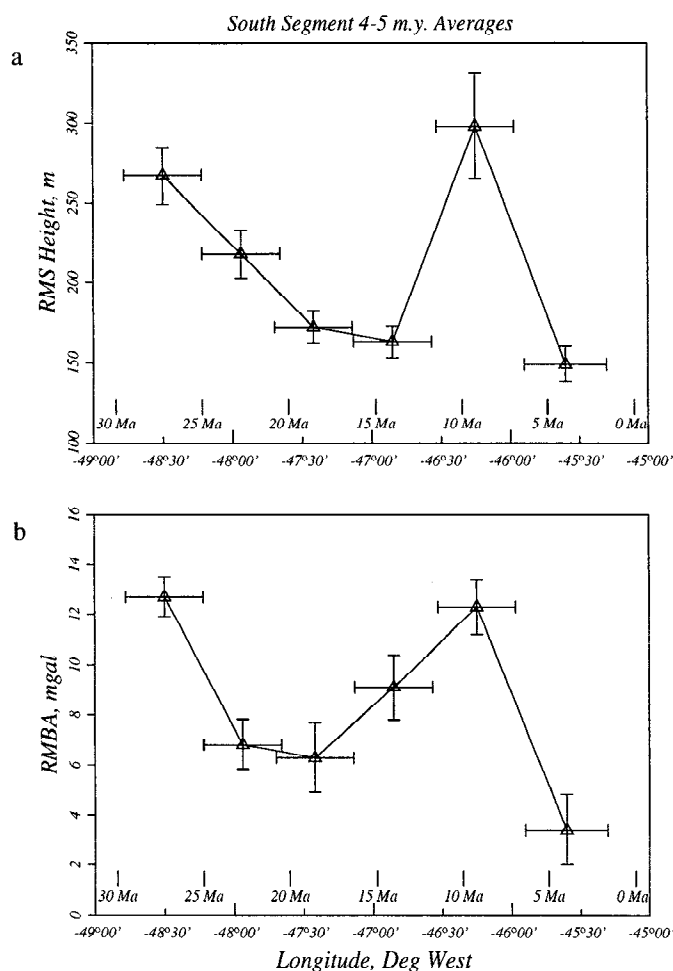 South Segment 4-5 m.y. Averages
a
350
300
250
200
150
100
RMS Height, m
30 Ma 25 Ma 20 Ma 15 Ma 10 Ma 5 Ma 0 Ma
-49°00' -48°30' -48°00' -47°30' -47°00' -46°30' -46°00' -45°30' -45°00'
b
16
14
12
10
8
6
4
2
0
RMBA, mgal
30 Ma 25 Ma 20 Ma 15 Ma 10 Ma 5 Ma 0 Ma
-49°00' -48°30' -48°00' -47°30' -47°00' -46°30' -46°00' -45°30' -45°00'
Longitude, Deg West